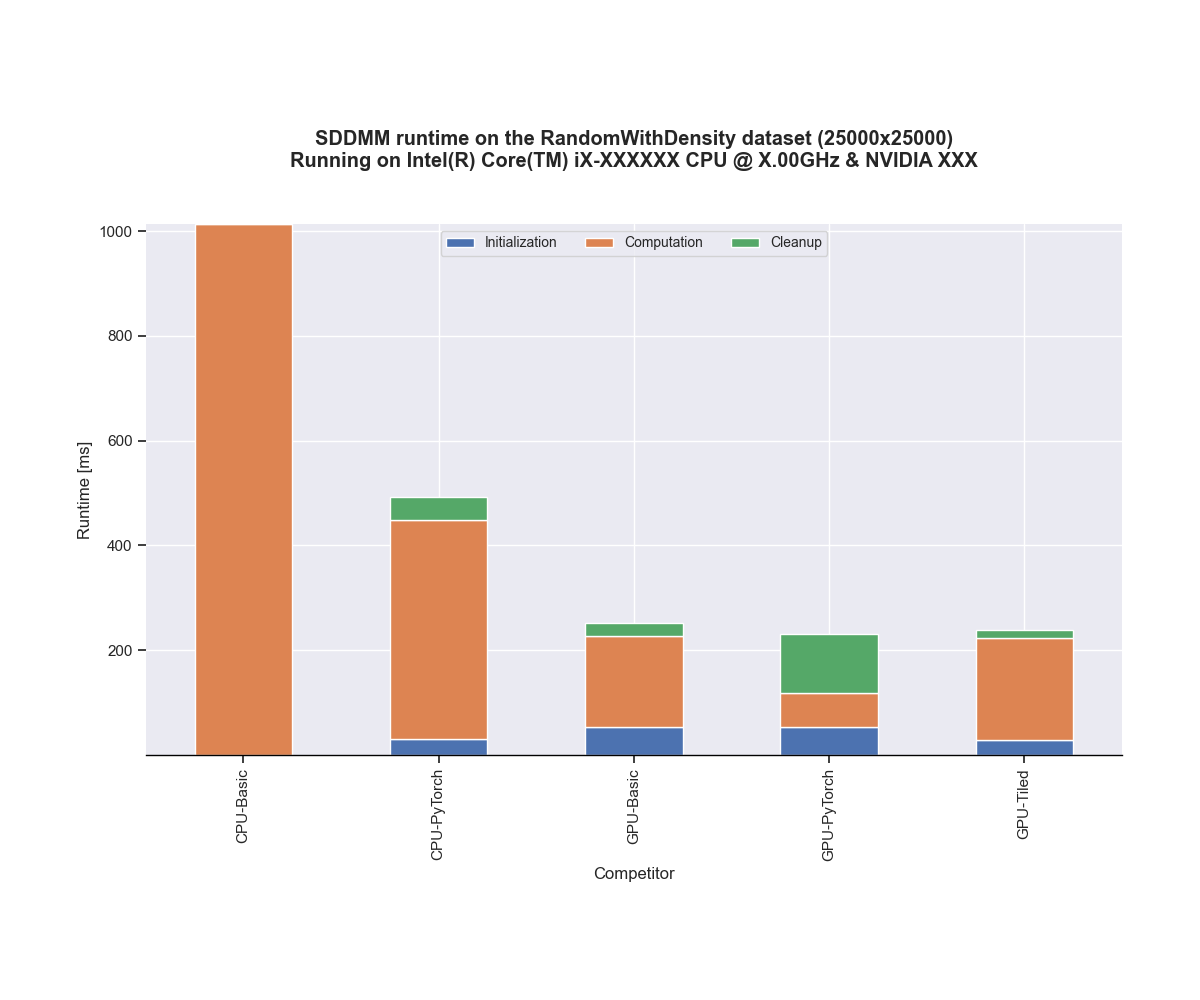 SDDMM runtime on the RandomWithDensity dataset (25000x25000)
Running on Intel(R) Core(TM) iX-XXXXXX CPU @ X.00GHz & NVIDIA XXX
Initialization
Computation
Cleanup
1000
800
600
400
200
Runtime [ms]
CPU-Basic
CPU-PyTorch
GPU-Basic
GPU-PyTorch
GPU-Tiled
Competitor